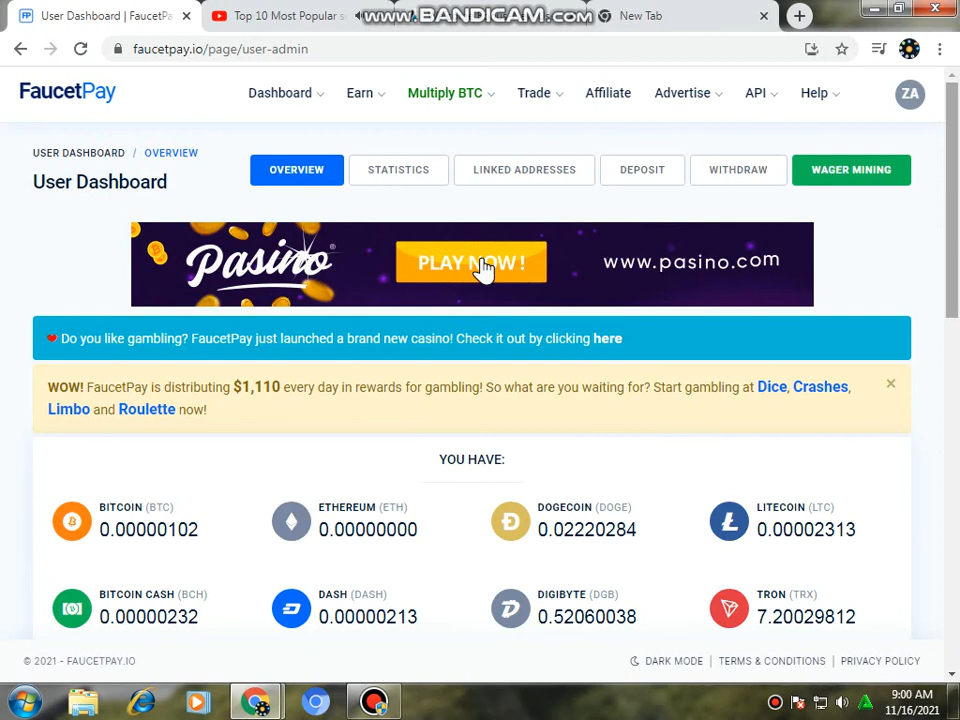 User Dashboard | FaucetPa
Top 10 Most Popular s
WWW.BANDICAM.COM
New Tab
faucetpay.io/page/user-admin
FaucetPay
Dashboard
Earn
Multiply BTC
Trade
Affiliate
Advertise
API
Help
ZA
USER DASHBOARD / OVERVIEW
User Dashboard
OVERVIEW
STATISTICS
LINKED ADDRESSES
DEPOSIT
WITHDRAW
WAGER MINING
Pasino®
PLAY NOW!
www.pasino.com
Do you like gambling? FaucetPay just launched a brand new casino! Check it out by clicking here
WOW! FaucetPay is distributing $1,110 every day in rewards for gambling! So what are you waiting for? Start gambling at Dice, Crashes,
Limbo and Roulette now!
YOU HAVE:
BITCOIN (BTC)
0.00000102
ETHEREUM (ETH)
0.00000000
DOGECOIN (DOGE)
0.02220284
LITECOIN (LTC)
0.00002313
BITCOIN CASH (BCH)
0.00000232
DASH (DASH)
0.00000213
DIGIBYTE (DGB)
0.52060038
TRON (TRX)
7.20029812
© 2021 - FAUCETPAY.IO
DARK MODE | TERMS & CONDITIONS | PRIVACY POLICY
9:00 AM
11/16/2021